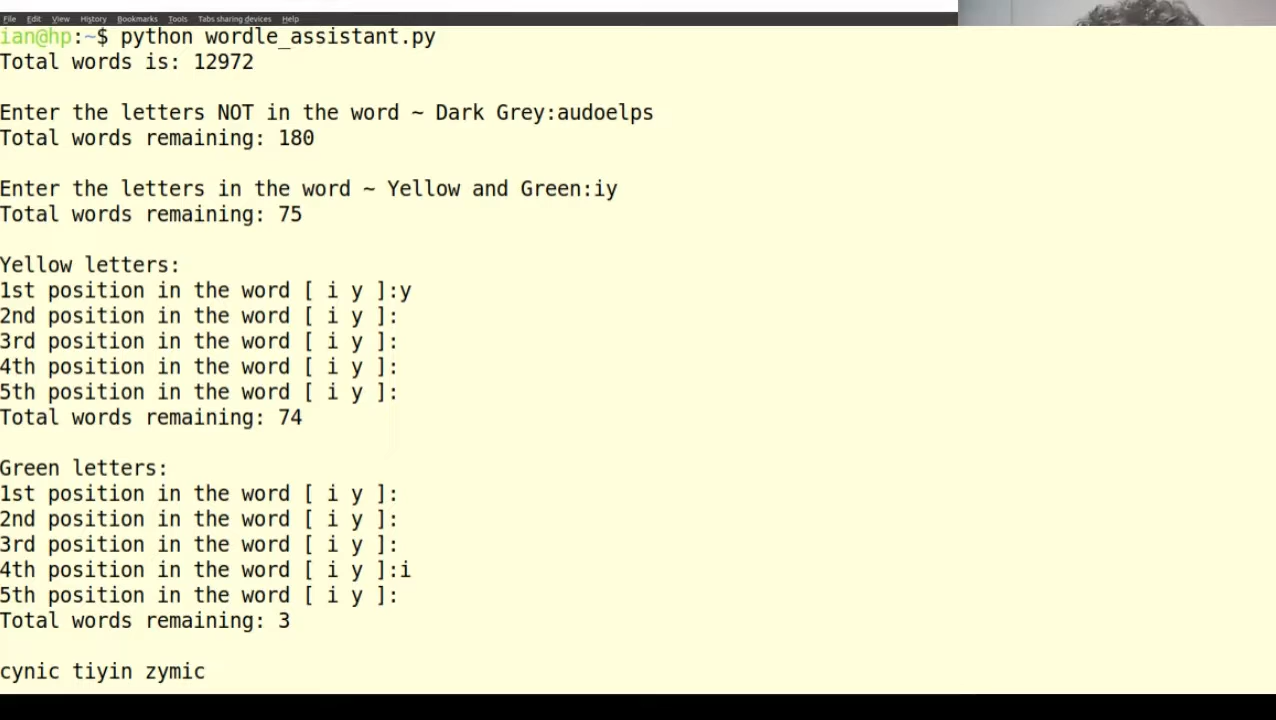 File Edit View History Bookmarks Tools Tabs sharing devices Help
ian@hp:~$ python wordle_assistant.py
Total words is: 12972
Enter the letters NOT in the word ~ Dark Grey:audoelps
Total words remaining: 180
Enter the letters in the word ~ Yellow and Green:iy
Total words remaining: 75
Yellow letters:
1st position in the word [ i y ]:y
2nd position in the word [ i y ]:
3rd position in the word [ i y ]:
4th position in the word [ i y ]:
5th position in the word [ i y ]:
Total words remaining: 74
Green letters:
1st position in the word [ i y ]:
2nd position in the word [ i y ]:
3rd position in the word [ i y ]:
4th position in the word [ i y ]:i
5th position in the word [ i y ]:
Total words remaining: 3
cynic tiyin zymic